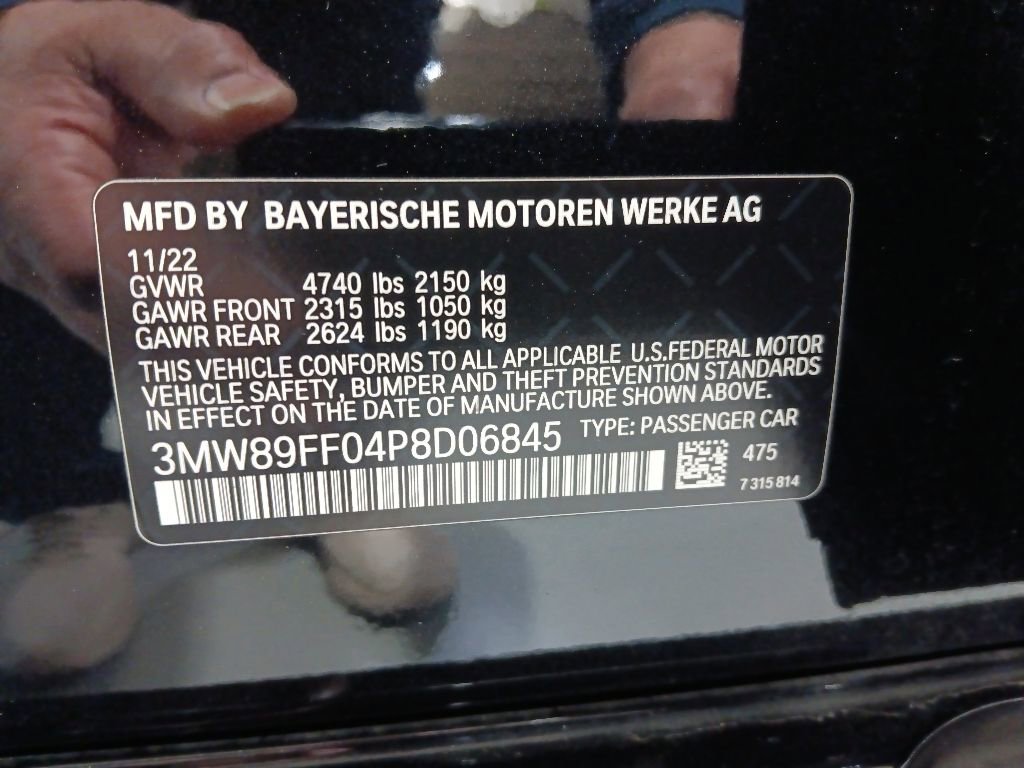 MFD BY BAYERISCHE MOTOREN WERKE AG
11/22
GVWR 4740 lbs 2150 kg
GAWR FRONT 2315 lbs 1050 kg
GAWR REAR 2624 lbs 1190 kg
THIS VEHICLE CONFORMS TO ALL APPLICABLE U.S.FEDERAL MOTOR
VEHICLE SAFETY, BUMPER AND THEFT PREVENTION STANDARDS
IN EFFECT ON THE DATE OF MANUFACTURE SHOWN ABOVE.
3MW89FF04P8D06845 TYPE: PASSENGER CAR
475
7 315 814